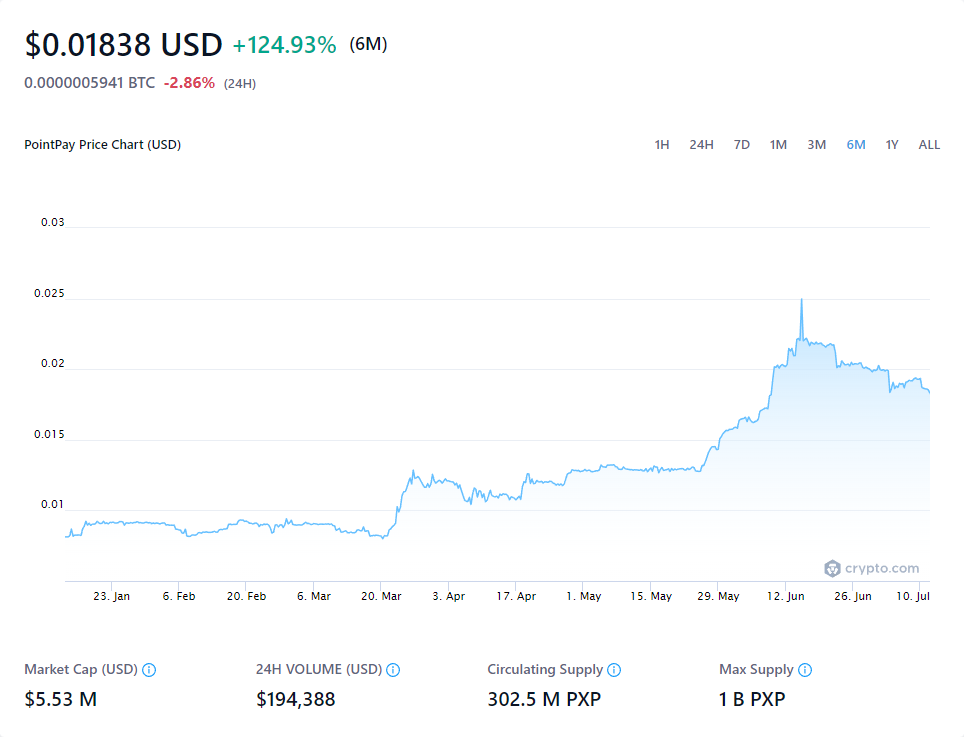 $0.01838 USD +124.93% (6M)
0.0000005941 BTC -2.86% (24H)
PointPay Price Chart (USD) 1H 24H 7D 1M 3M 6M 1Y ALL
0.03
0.025
0.02
0.015
0.01
crypto.com
23. Jan 6. Feb 20. Feb 6. Mar 20. Mar 3. Apr 17. Apr 1. May 15. May 29. May 12. Jun 26. Jun 10. Jul
Market Cap (USD) 24H VOLUME (USD) Circulating Supply Max Supply
$5.53 M $194,388 302.5 M PXP 1 B PXP